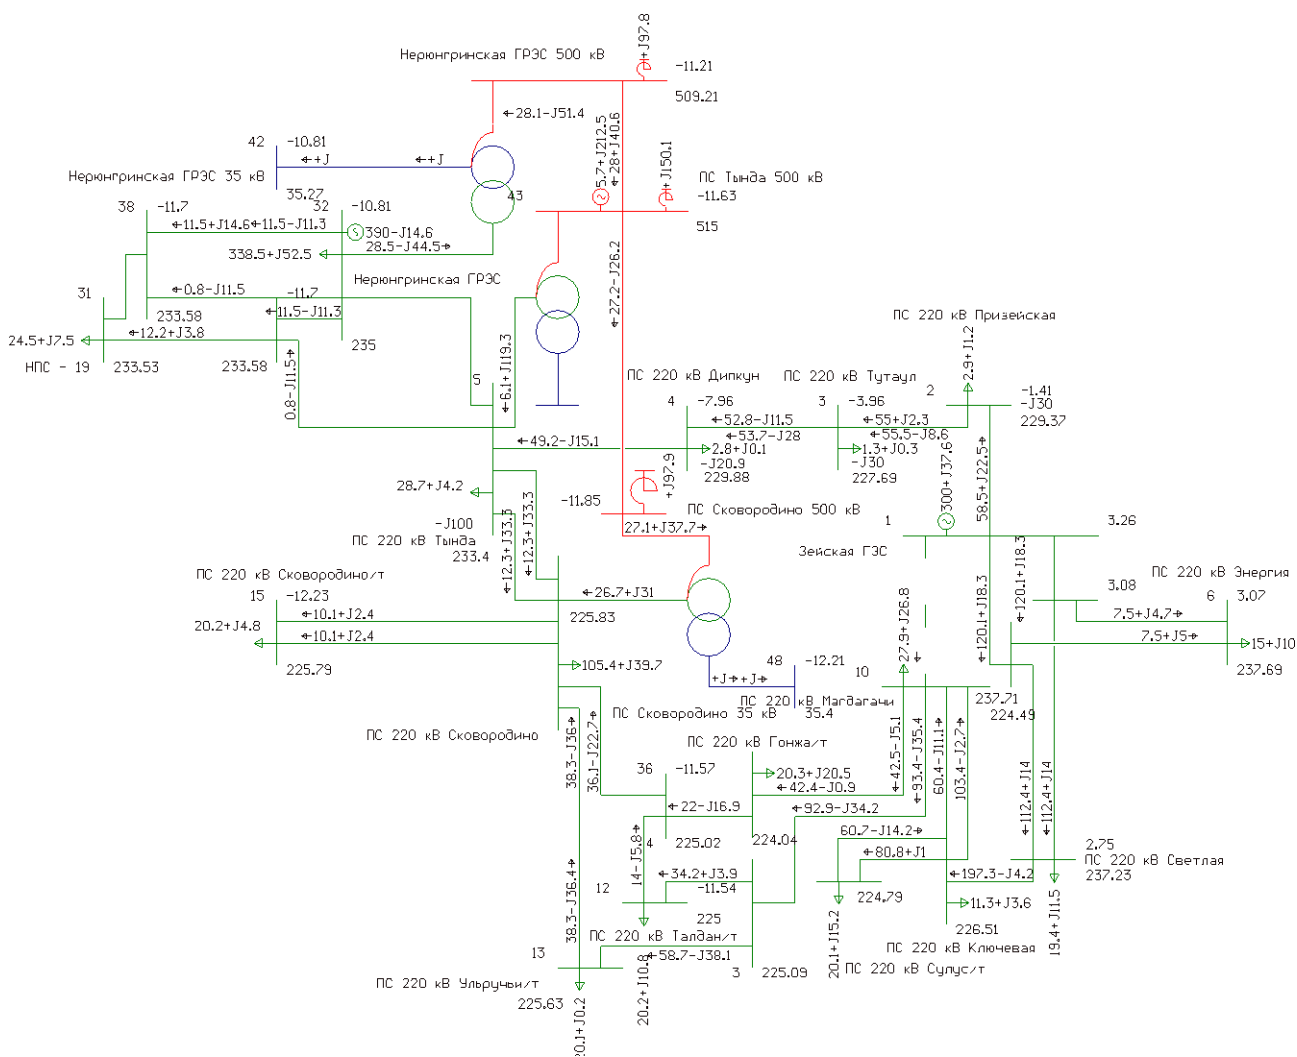 +J97.8
Нерюнгринская ГРЭС 500 кВ
-11.21
509.21
28.1-J51.4
42
-10.81
+J
+J
Нерюнгринская ГРЭС 35 кВ
35.27
43
5.7+J212.5
28+J40.6
+J150.1
ПС Тында 500 кВ
-11.63
515
38
-11.7
32
-10.81
11.5+J14.6
11.5-J11.3
390-J14.6
338.5+J52.5
28.5-J44.5
Нерюнгринская ГРЭС
27.2-J26.2
31
0.8-J11.5
-11.7
233.58
11.5-J11.3
24.5+J7.5
12.2+J3.8
235
НПС - 19
233.53
233.58
0.8-J11.5
6.1+J119.3
ПС 220 кВ Призейская
2.9+J1.2
5
ПС 220 кВ Дипкун
ПС 220 кВ Тутаул
4
-7.96
3
-3.96
2
-1.41
-J30
229.37
52.8-J11.5
55+J2.3
53.7-J28
55.5-J8.6
49.2-J15.1
2.8+J0.1
1.3+J0.3
-J20.9
-J30
229.88
227.69
58.5+J22.5
28.7+J4.2
+J97.9
-11.85
ПС Сковородино 500 кВ
300+J37.6
-J100
27.1+J37.7
1
3.26
ПС 220 кВ Тында
233.4
12.3+J33.3
12.3+J33.3
Зейская ГЭС
120.1+J18.3
120.1+J18.3
ПС 220 кВ Сковородино/т
ПС 220 кВ Энергия
3.08
15
-12.23
26.7+J31
6
3.07
10.1+J2.4
225.83
7.5+J4.7
20.2+J4.8
10.1+J2.4
7.5+J5
15+J10
225.79
105.4+J39.7
27.9+J26.8
237.69
48
-12.21
10
+J
+J
ПС 220 кВ Магдагачи
237.71
ПС Сковородино 35 кВ
35.4
224.49
ПС 220 кВ Сковородино
38.3-J36
36.1-J22.7
ПС 220 кВ Гонжа/т
42.5-J5.1
93.4-J35.4
60.4-J11.1
103.4-J2.7
36
-11.57
20.3+J20.5
42.4-J0.9
112.4+J14
112.4+J14
22-J16.9
92.9-J34.2
4
225.02
224.04
60.7-J14.2
80.8+J1
2.75
ПС 220 кВ Светлая
237.23
14-J5.8
34.2+J3.9
197.3-J4.2
12
-11.54
224.79
11.3+J3.6
225
226.51
38.3-J36.4
ПС 220 кВ Талдан/т
ПС 220 кВ Ключевая
13
58.7-J38.1
20.1+J15.2
19.4+J11.5
3
225.09
ПС 220 кВ Сулус/т
ПС 220 кВ Ульручьи/т
225.63
20.2+J10.8
20.1+J0.2